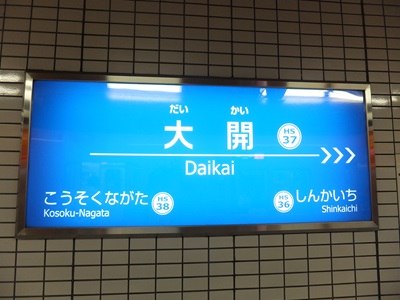 だい かい
大 開 HS 37
Daikai
こうそくながた HS 38 HS 36 しんかいち
Kosoku-Nagata Shinkaichi